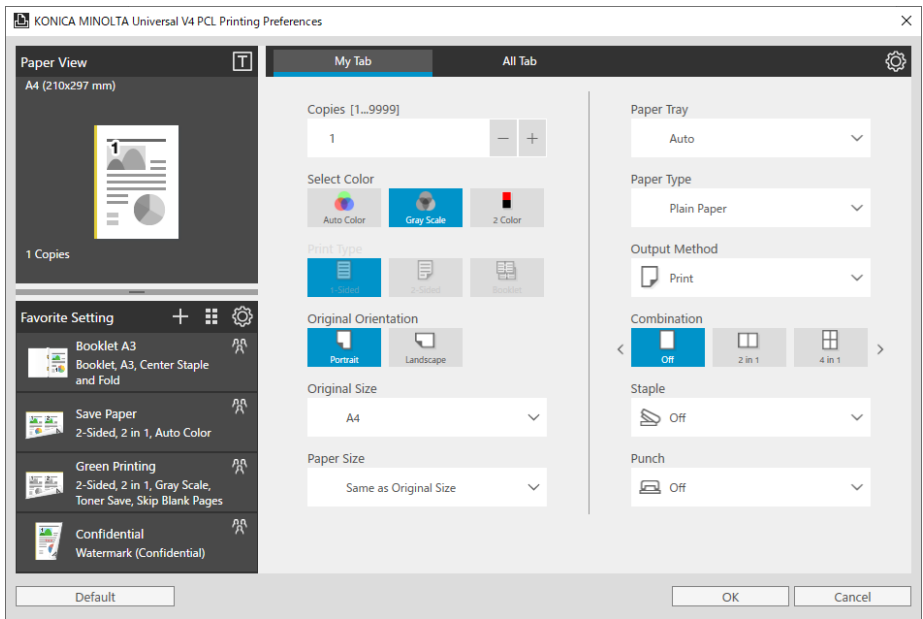 KONICA MINOLTA Universal V4 PCL Printing Preferences
Paper View
T
A4 (210x297 mm)
1
1 Copies
Favorite Setting
Booklet A3
Booklet, A3, Center Staple
and Fold
Save Paper
2-Sided, 2 in 1, Auto Color
Green Printing
2-Sided, 2 in 1, Gray Scale,
Toner Save, Skip Blank Pages
Confidential
Watermark (Confidential)
My Tab
All Tab
Copies [1...9999]
1
Select Color
Auto Color
Gray Scale
2 Color
Print Type
1-Sided
2-Sided
Booklet
Original Orientation
Portrait
Landscape
Original Size
A4
Paper Size
Same as Original Size
Paper Tray
Auto
Paper Type
Plain Paper
Output Method
Print
Combination
Off
2 in 1
4 in 1
Staple
Off
Punch
Off
Default
OK
Cancel